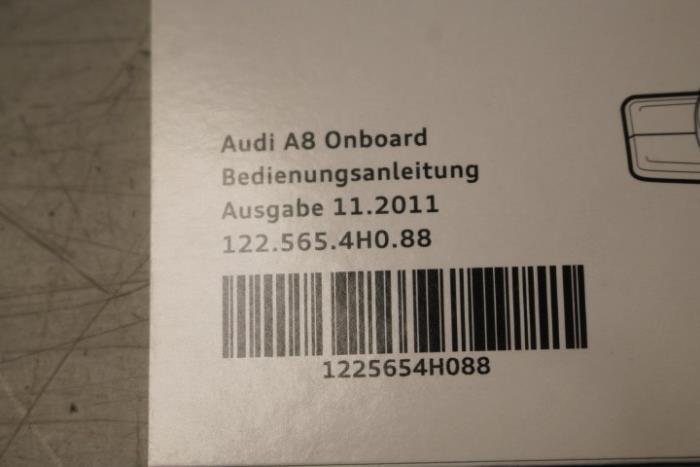 Audi A8 Onboard
Bedienungsanleitung
Ausgabe 11.2011
122.565.4H0.88
1225654H088